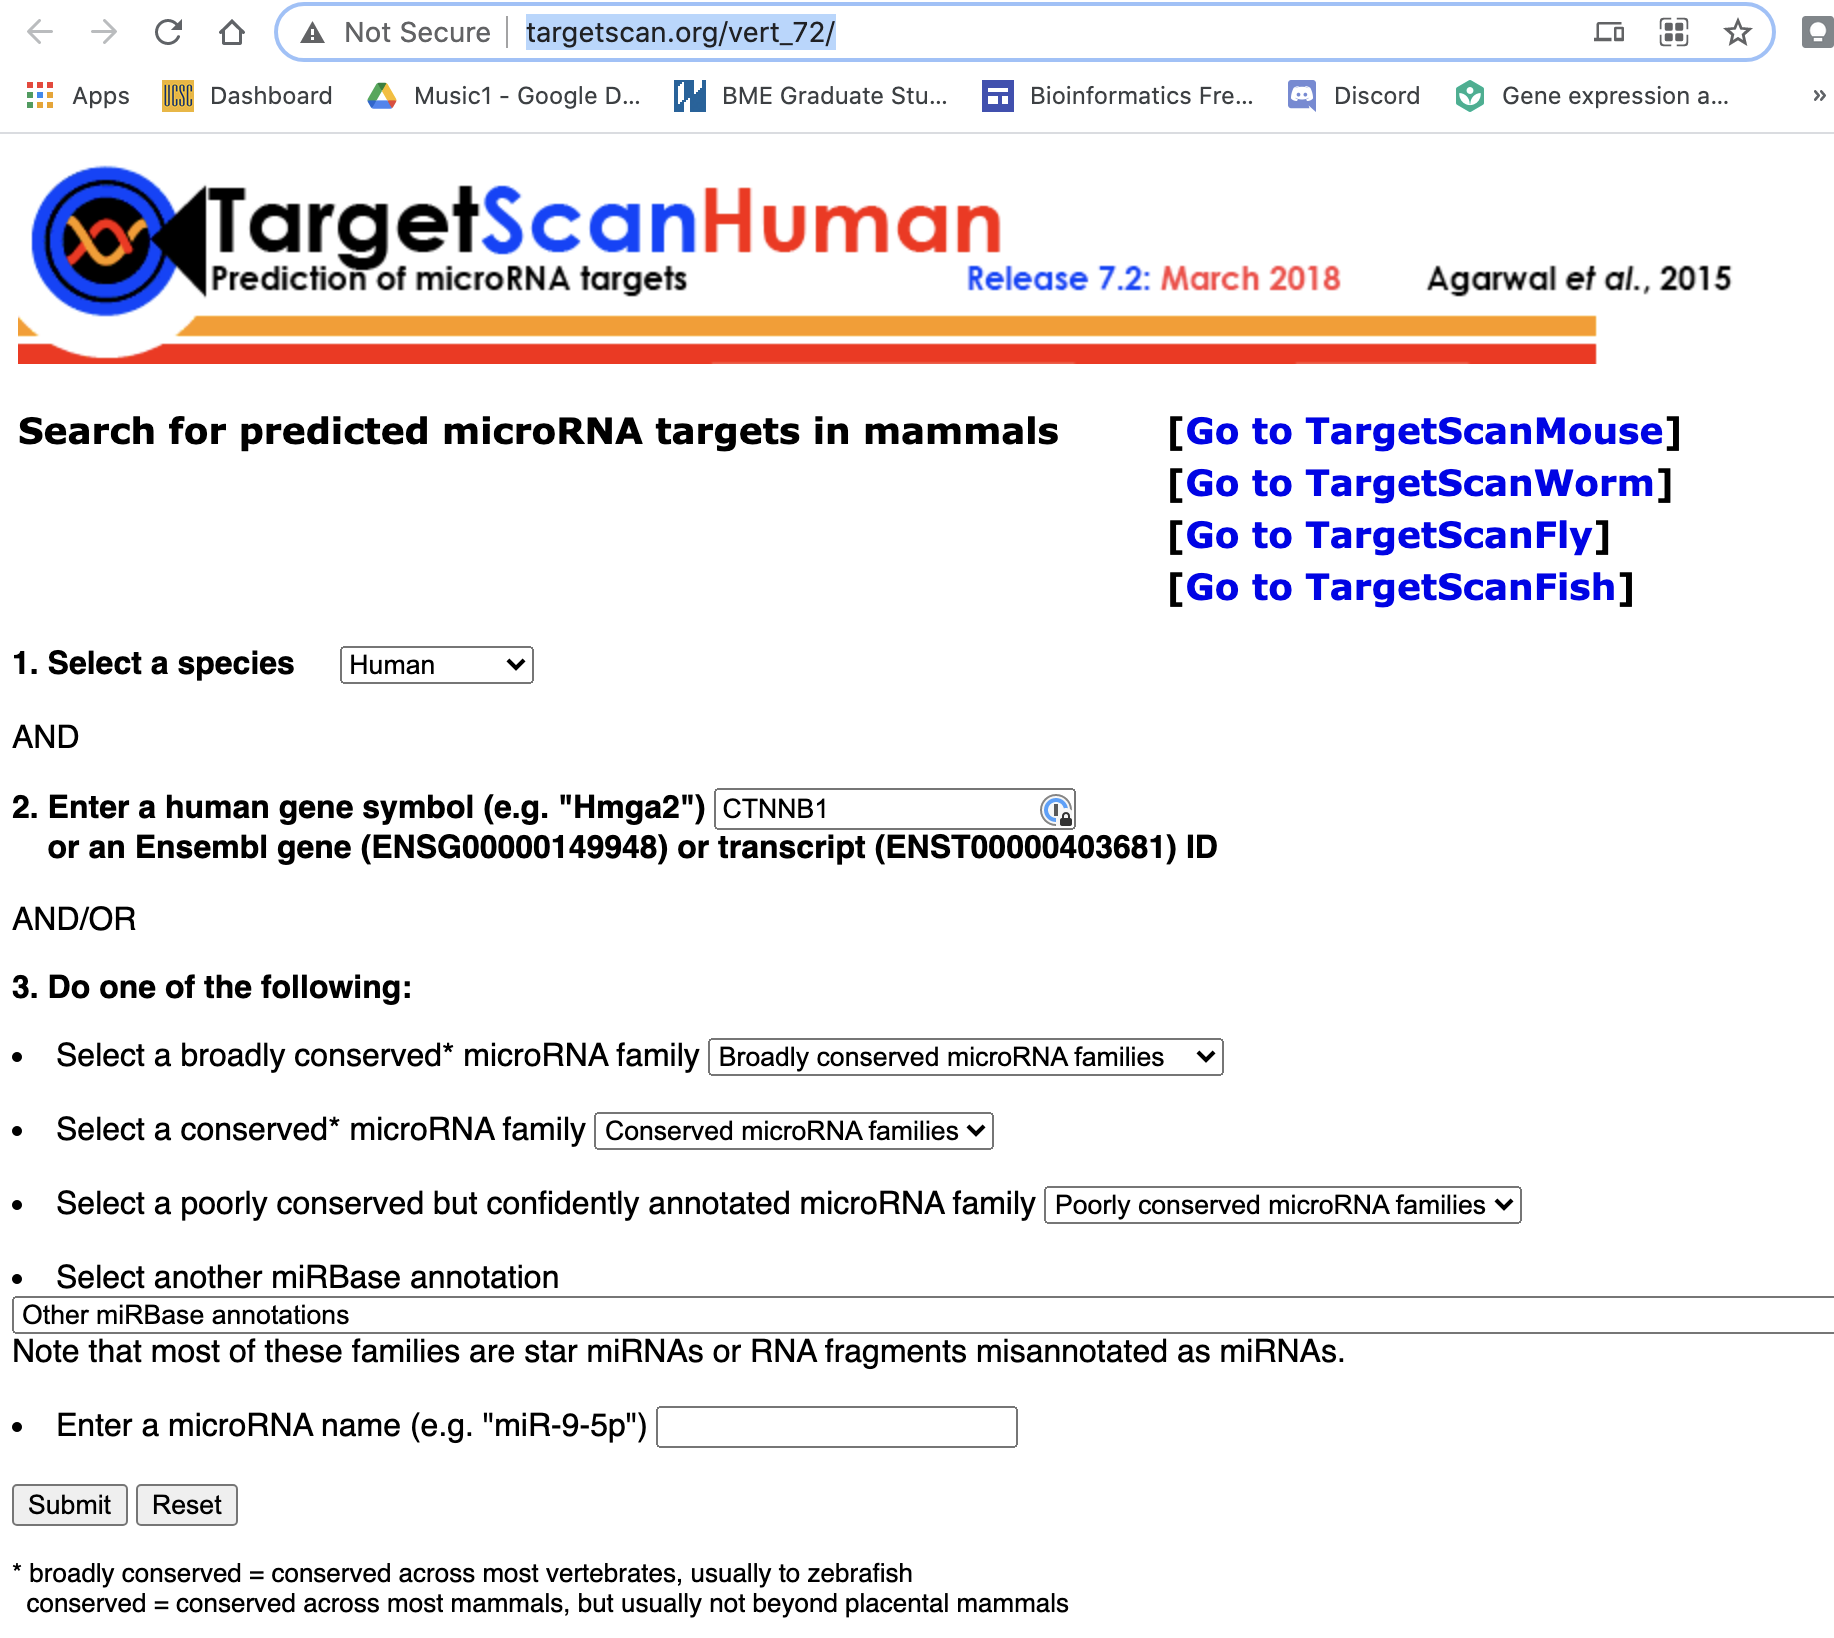 Not Secure targetscan.org/vert_72/
Apps UCSC Dashboard Music1 - Google D... BME Graduate Stu... Bioinformatics Fre... Discord Gene expression a... »
TargetScanHuman
Prediction of microRNA targets Release 7.2: March 2018 Agarwal et al., 2015
Search for predicted microRNA targets in mammals [Go to TargetScanMouse]
[Go to TargetScanWorm]
[Go to TargetScanFly]
[Go to TargetScanFish]
1. Select a species Human
AND
2. Enter a human gene symbol (e.g. "Hmga2") CTNNB1
or an Ensembl gene (ENSG00000149948) or transcript (ENST00000403681) ID
AND/OR
3. Do one of the following:
• Select a broadly conserved* microRNA family Broadly conserved microRNA families
• Select a conserved* microRNA family Conserved microRNA families
• Select a poorly conserved but confidently annotated microRNA family Poorly conserved microRNA families
• Select another miRBase annotation
Other miRBase annotations
Note that most of these families are star miRNAs or RNA fragments misannotated as miRNAs.
• Enter a microRNA name (e.g. "miR-9-5p")
Submit Reset
* broadly conserved = conserved across most vertebrates, usually to zebrafish
conserved = conserved across most mammals, but usually not beyond placental mammals